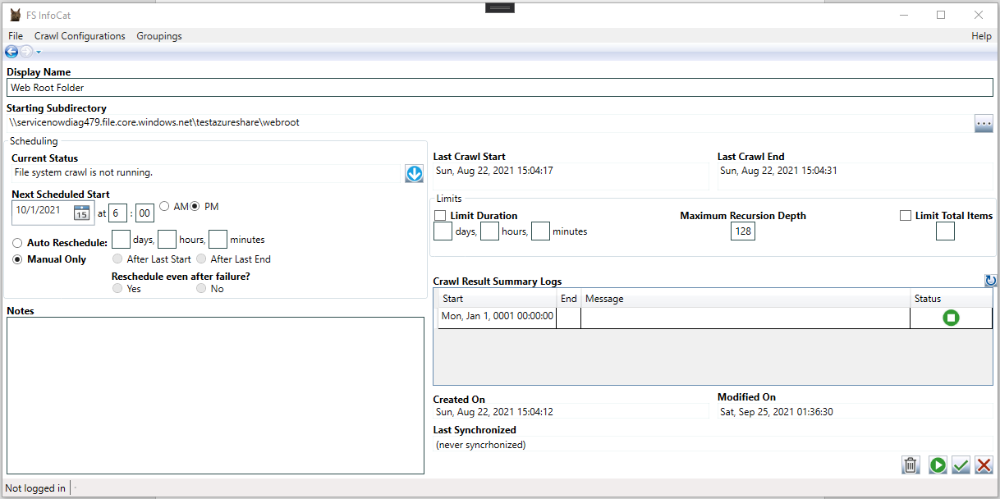 FS InfoCat
File Crawl Configurations Groupings Help
Display Name
Web Root Folder
Starting Subdirectory
\\servicenowdiag479.file.core.windows.net\testazureshare\webroot
...
Scheduling
Current Status
File system crawl is not running.
Next Scheduled Start
10/1/2021 15 at 6 : 00 AM PM
Auto Reschedule: days, hours, minutes
Manual Only After Last Start After Last End
Reschedule even after failure?
Yes No
Notes
Last Crawl Start Last Crawl End
Sun, Aug 22, 2021 15:04:17 Sun, Aug 22, 2021 15:04:31
Limits
Limit Duration Maximum Recursion Depth Limit Total Items
days, hours, minutes 128
Crawl Result Summary Logs
Start End Message Status
Mon, Jan 1, 0001 00:00:00
Created On Modified On
Sun, Aug 22, 2021 15:04:12 Sat, Sep 25, 2021 01:36:30
Last Synchronized
(never syncrhonized)
Not logged in